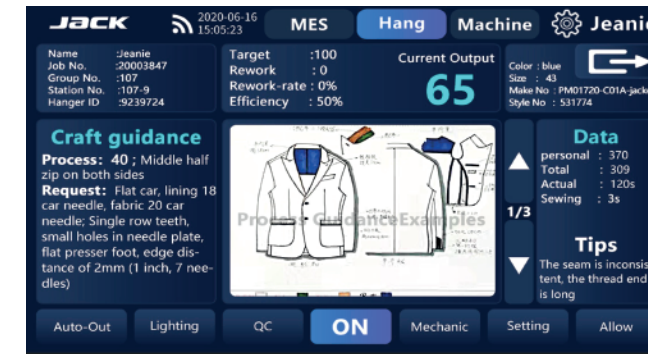 JACK
2020-06-16
15:05:23
MES
Hang
Machine
Jeanie
Name :Jeanie
Job No. :20003847
Group No. :107
Station No. :107-9
Hanger ID :9239724
Target :100
Rework : 0
Rework-rate : 0%
Efficiency : 50%
Current Output
65
Color : blue
Size : 43
Make No : PM01720-C01A-jacke
Style No : 531774
Craft guidance
Process: 40 ; Middle half
zip on both sides
Request: Flat car, lining 18
car needle, fabric 20 car
needle; Single row teeth,
small holes in needle plate,
flat presser foot, edge dis-
tance of 2mm (1 inch, 7 nee-
dles)
Process GuidanceExamples
1/3
Data
personal : 370
Total : 309
Actual : 120s
Sewing : 3s
Tips
The seam is inconsis
tent, the thread end
is long
Auto-Out
Lighting
QC
ON
Mechanic
Setting
Allow